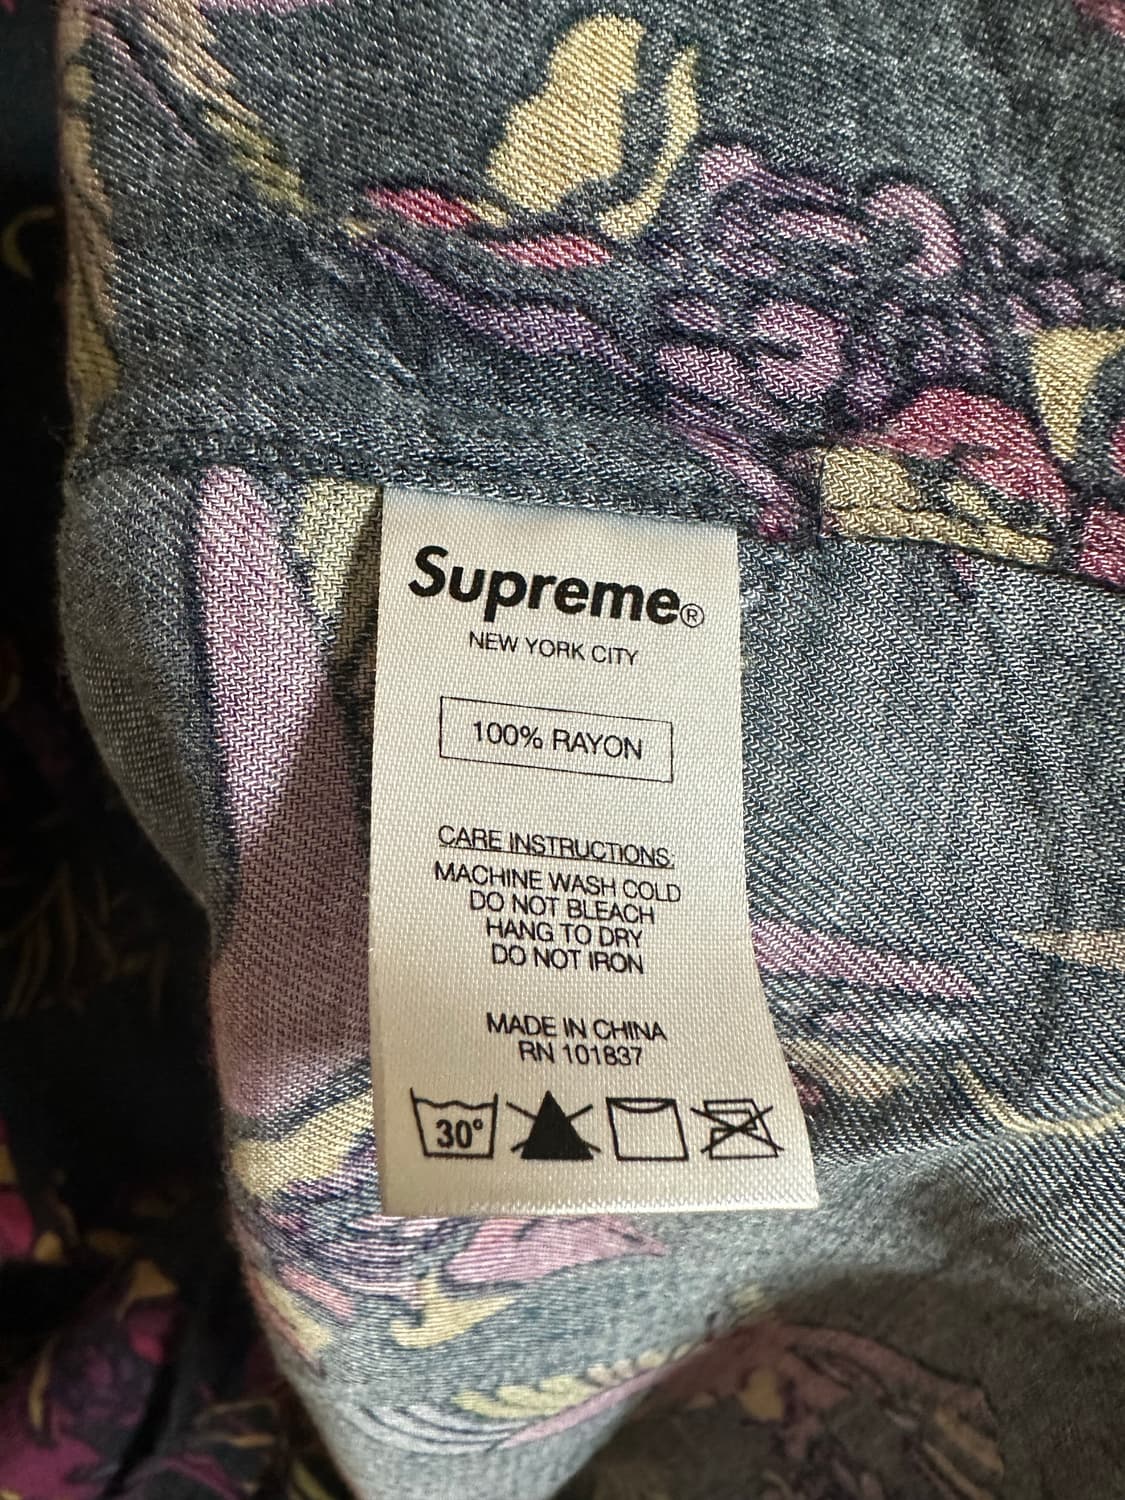 Supreme®
NEW YORK CITY
100% RAYON
CARE INSTRUCTIONS:
MACHINE WASH COLD
DO NOT BLEACH
HANG TO DRY
DO NOT IRON
MADE IN CHINA
RN 101837
30°